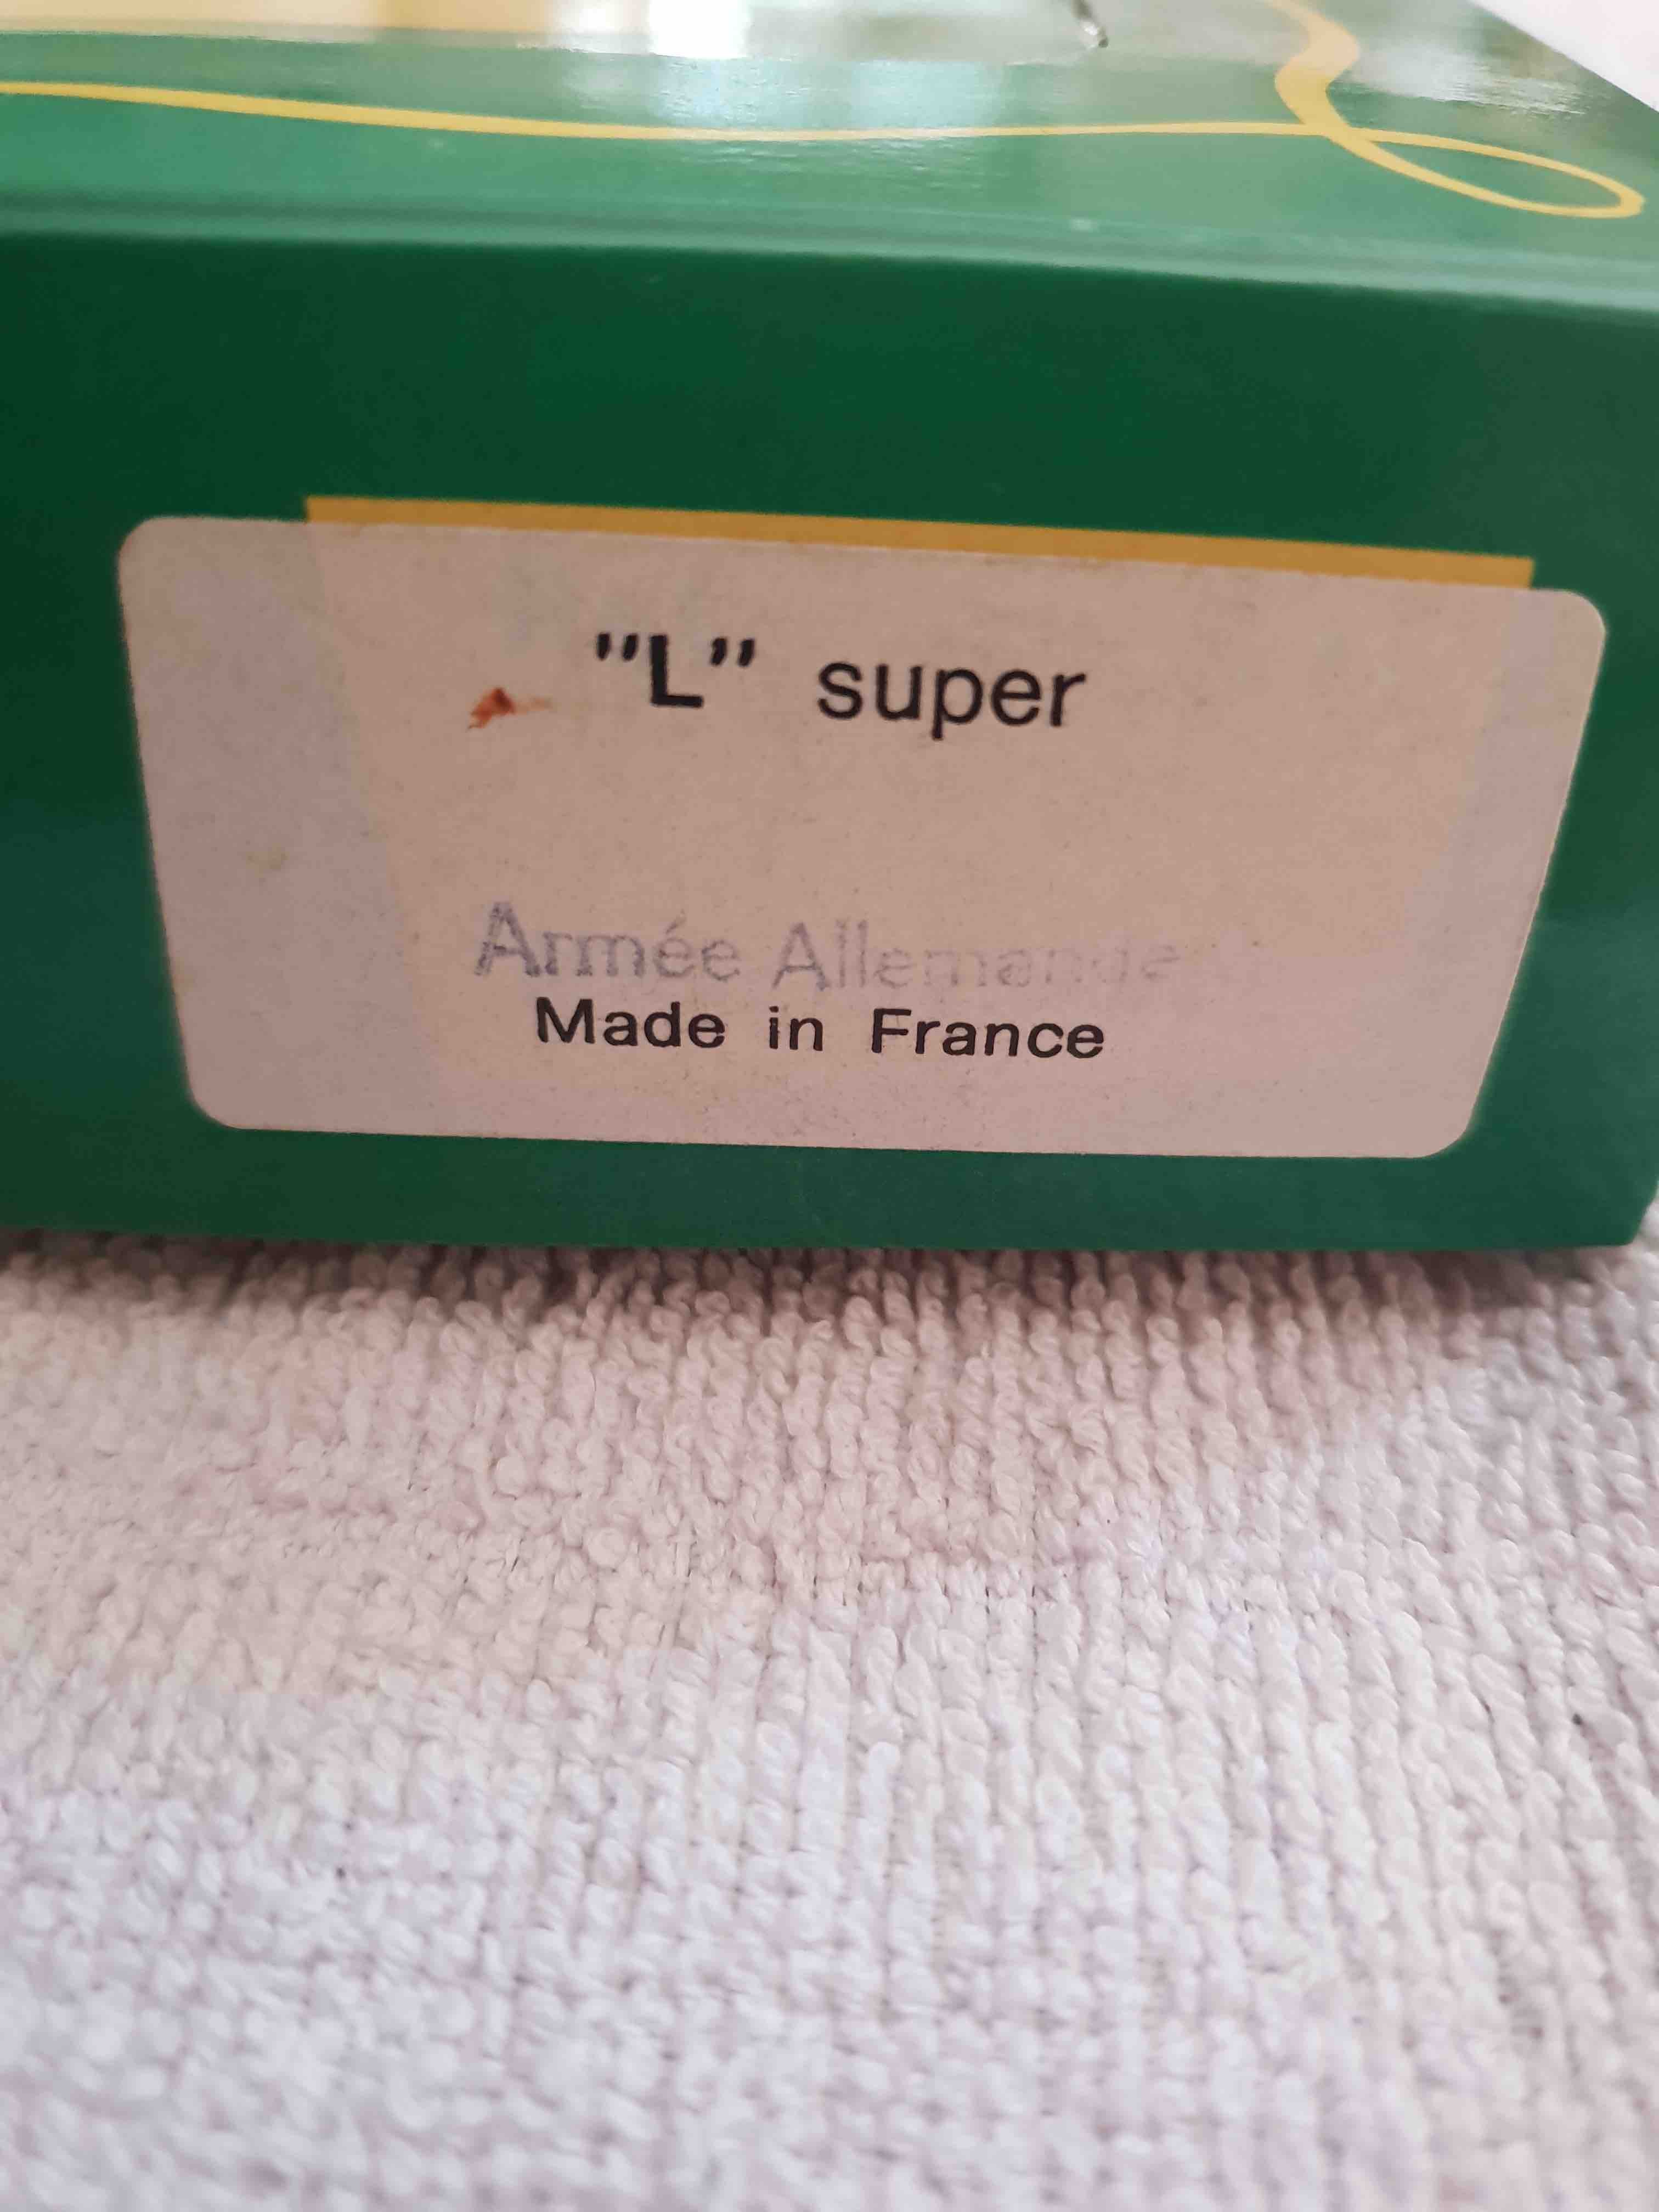 "L" super
Armée Allemande
Made in France